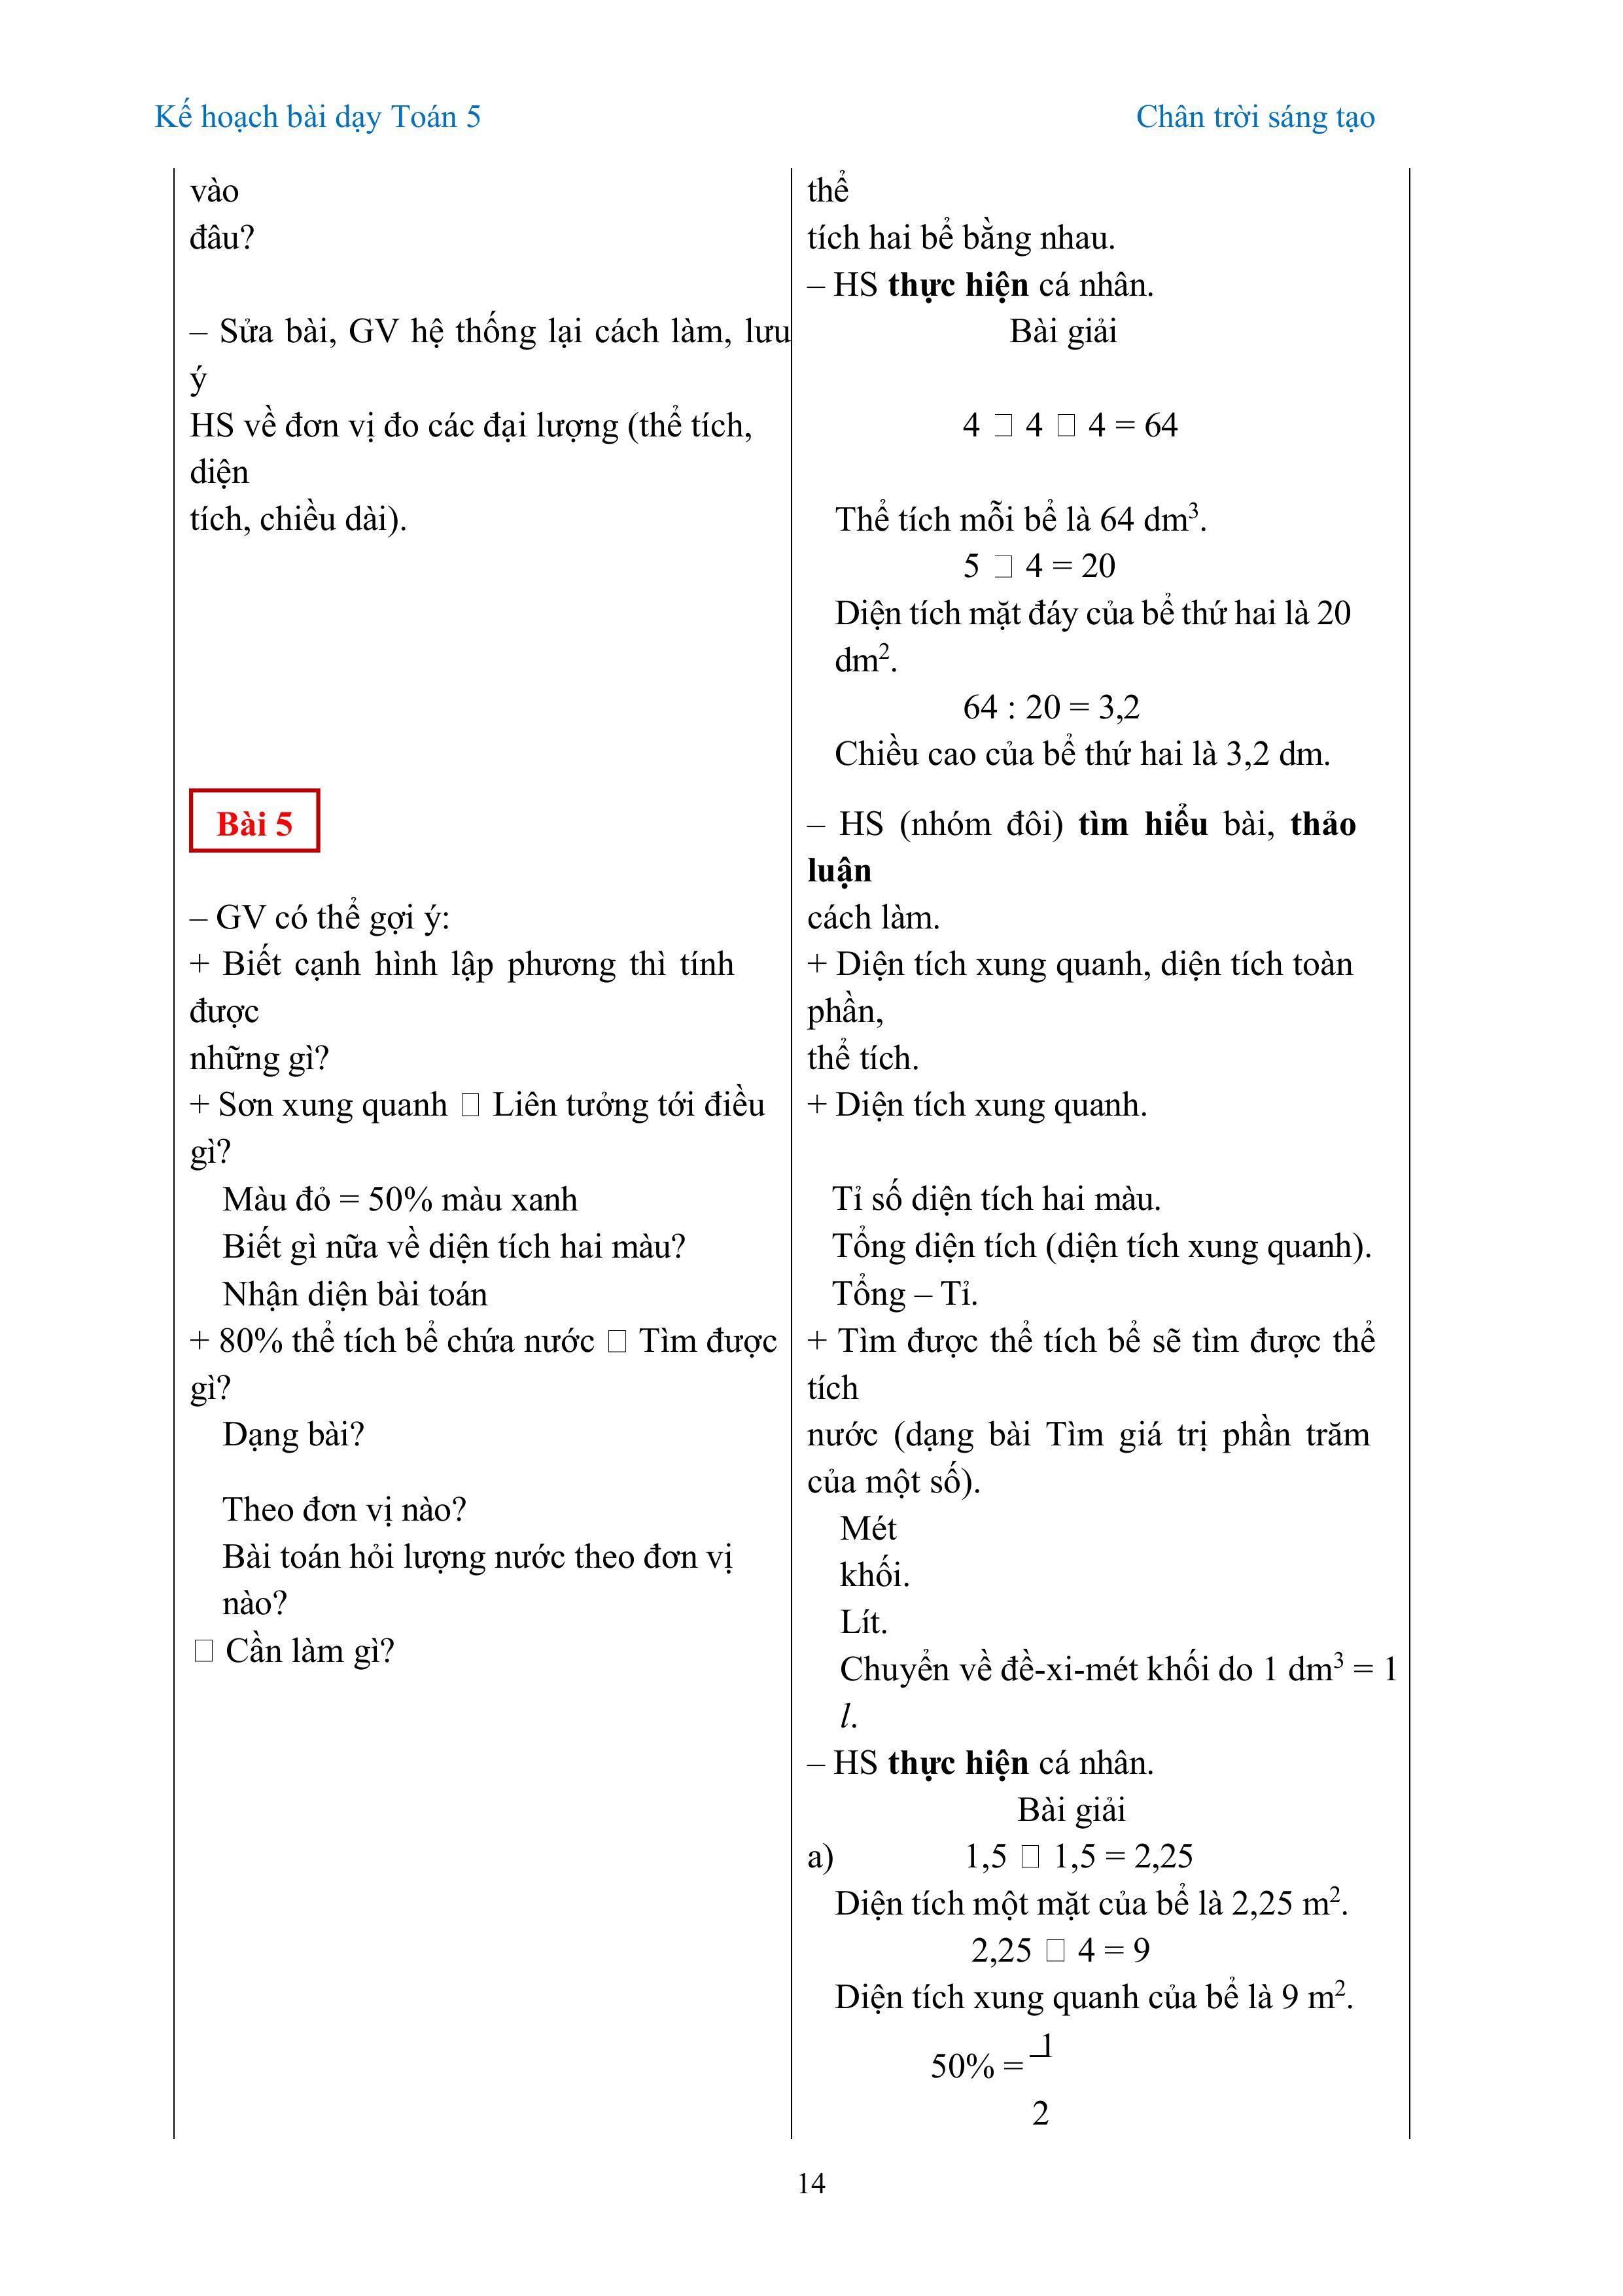 Kế hoạch bài dạy Toán 5
Chân trời sáng tạo
vào
đâu?
– Sửa bài, GV hệ thống lại cách làm, lưu
ý
HS về đơn vị đo các đại lượng (thể tích,
diện
tích, chiều dài).
Bài 5
– GV có thể gợi ý:
+ Biết cạnh hình lập phương thì tính
được
những gì?
+ Sơn xung quanh □ Liên tưởng tới điều
gì?
Màu đỏ = 50% màu xanh
Biết gì nữa về diện tích hai màu?
Nhận diện bài toán
+ 80% thể tích bể chứa nước □ Tìm được
gì?
Dạng bài?
Theo đơn vị nào?
Bài toán hỏi lượng nước theo đơn vị
nào?
□ Cần làm gì?
thể
tích hai bể bằng nhau.
– HS thực hiện cá nhân.
Bài giải
4 □ 4 □ 4 = 64
Thể tích mỗi bể là 64 dm³.
5 □ 4 = 20
Diện tích mặt đáy của bể thứ hai là 20
dm².
64 : 20 = 3,2
Chiều cao của bể thứ hai là 3,2 dm.
– HS (nhóm đôi) tìm hiểu bài, thảo
luận
cách làm.
+ Diện tích xung quanh, diện tích toàn
phần,
thể tích.
+ Diện tích xung quanh.
Tỉ số diện tích hai màu.
Tổng diện tích (diện tích xung quanh).
Tổng – Tỉ.
+ Tìm được thể tích bể sẽ tìm được thể
tích
nước (dạng bài Tìm giá trị phần trăm
của một số).
Mét
khối.
Lít.
Chuyển về đề-xi-mét khối do 1 dm³ = 1
l.
– HS thực hiện cá nhân.
Bài giải
a) 1,5 □ 1,5 = 2,25
Diện tích một mặt của bể là 2,25 m².
2,25 □ 4 = 9
Diện tích xung quanh của bể là 9 m².
1
50% =
2
14